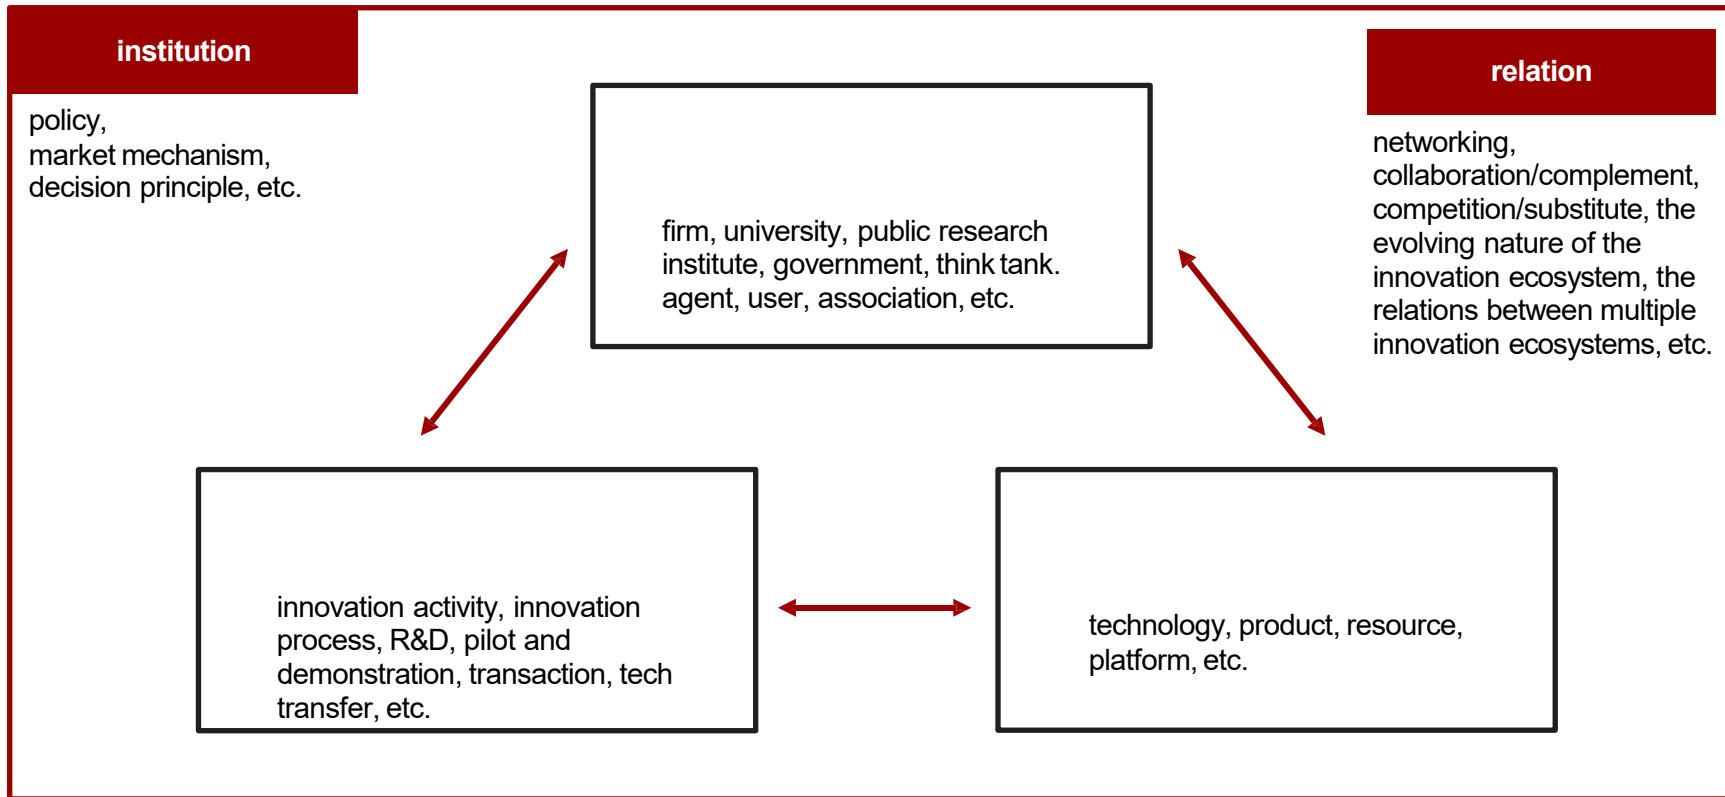 institution
policy,
market mechanism,
decision principle, etc.
relation
networking,
collaboration/complement,
competition/substitute, the
evolving nature of the
innovation ecosystem, the
relations between multiple
innovation ecosystems, etc.
firm, university, public research
institute, government, think tank.
agent, user, association, etc.
innovation activity, innovation
process, R&D, pilot and
demonstration, transaction, tech
transfer, etc.
technology, product, resource,
platform, etc.